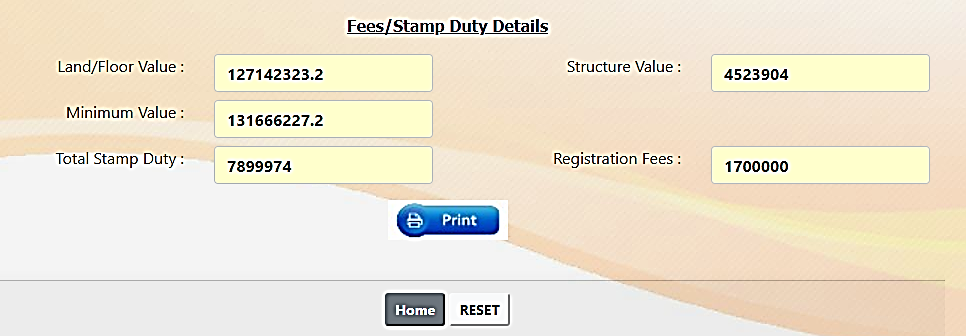 Fees/Stamp Duty Details
Land/Floor Value : 127142323.2 Structure Value : 4523904
Minimum Value : 131666227.2
Total Stamp Duty : 7899974 Registration Fees : 1700000
Print
Home RESET